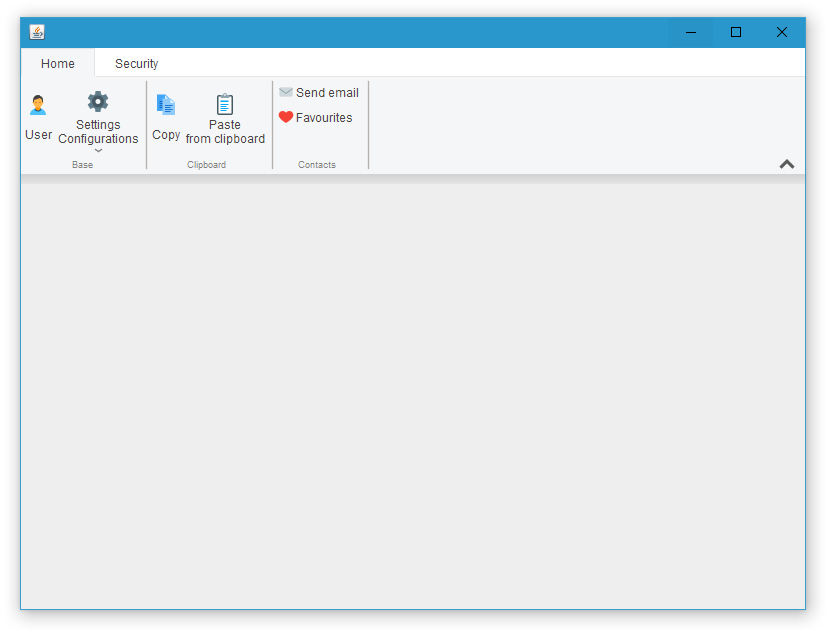 Home
Security
User
Settings
Configurations
Base
Copy
Paste
from clipboard
Clipboard
Send email
Favourites
Contacts